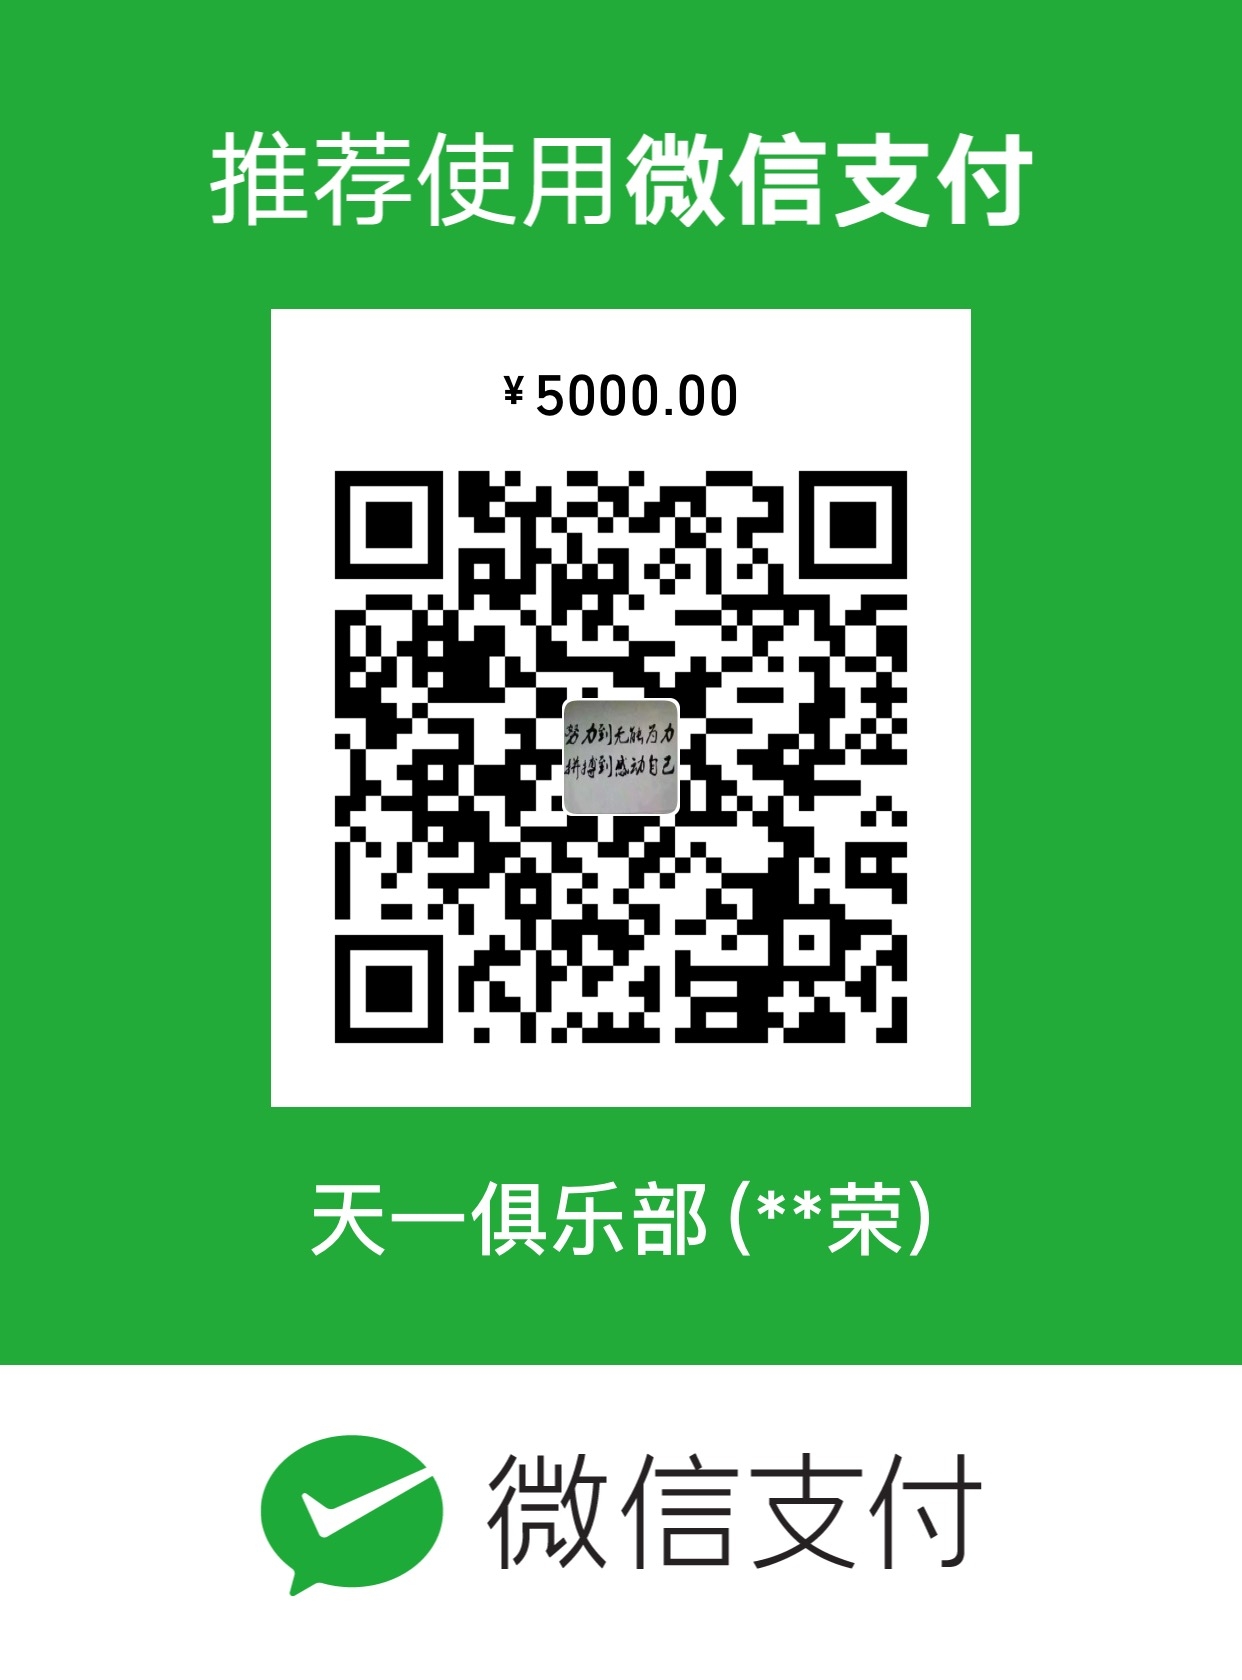 推荐使用微信支付
¥5000.00
努力到无能为力
拼搏到感动自己
天一俱乐部(**荣)
微信支付